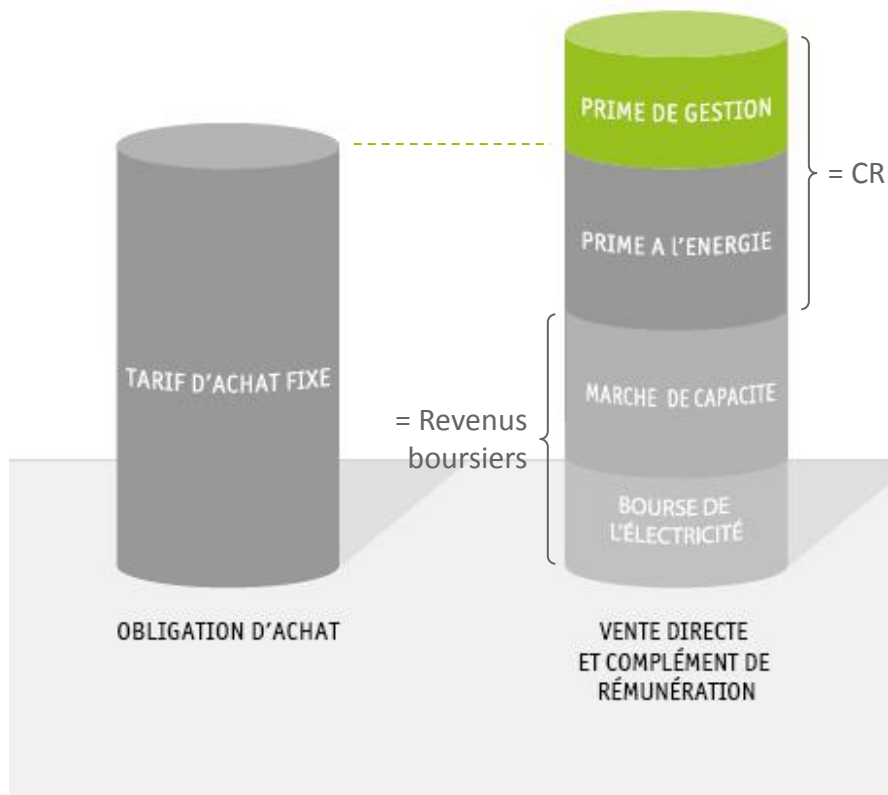 PRIME DE GESTION
= CR
PRIME A L'ENERGIE
TARIF D'ACHAT FIXE
MARCHE DE CAPACITE
= Revenus
boursiers
BOURSE DE
L'ÉLECTRICITÉ
OBLIGATION D'ACHAT
VENTE DIRECTE
ET COMPLÉMENT DE
RÉMUNÉRATION